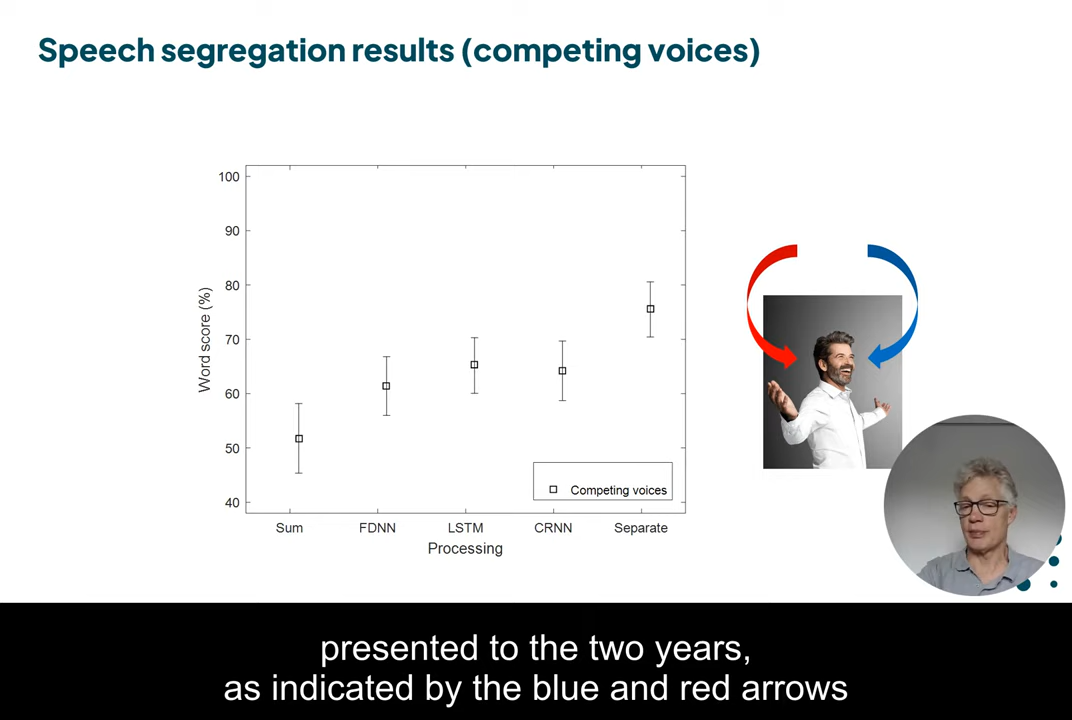 Speech segregation results (competing voices)
100
90
80
70
60
50
40
Word score (%)
Competing voices
Sum FDNN LSTM CRNN Separate
Processing
presented to the two years,
as indicated by the blue and red arrows